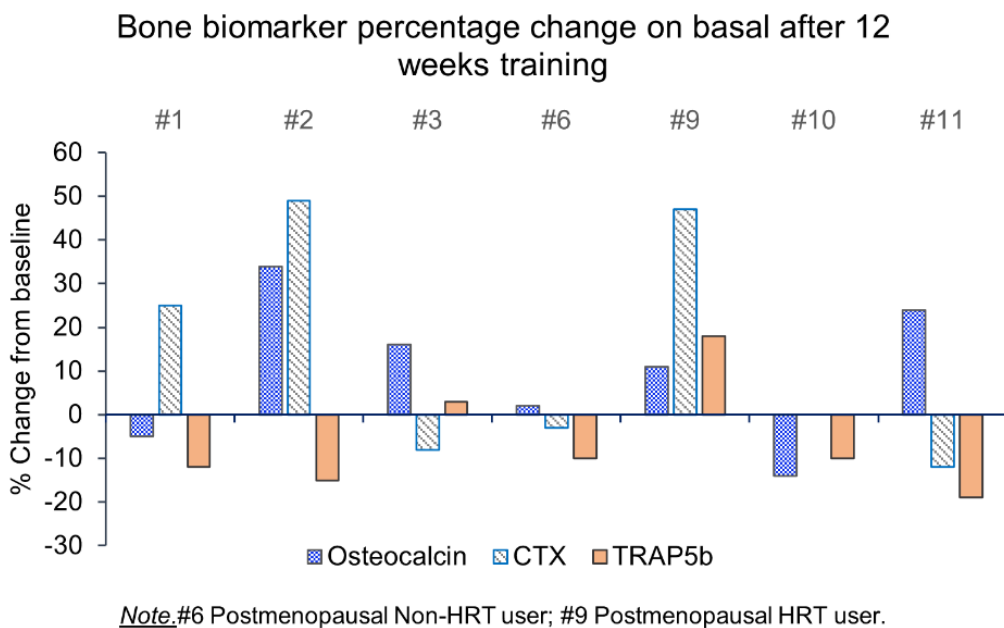 Bone biomarker percentage change on basal after 12
weeks training
#1 #2 #3 #6 #9 #10 #11
60
50
40
30
20
10
0
-10
-20
-30
% Change from baseline
Osteocalcin CTX TRAP5b
Note.#6 Postmenopausal Non-HRT user; #9 Postmenopausal HRT user.